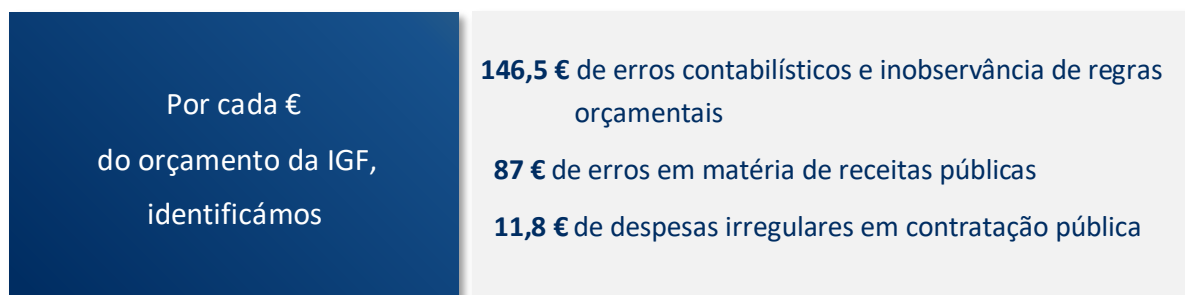 Por cada €
do orçamento da IGF,
identificámos
146,5 € de erros contabilísticos e inobservância de regras
orçamentais
87 € de erros em matéria de receitas públicas
11,8 € de despesas irregulares em contratação pública